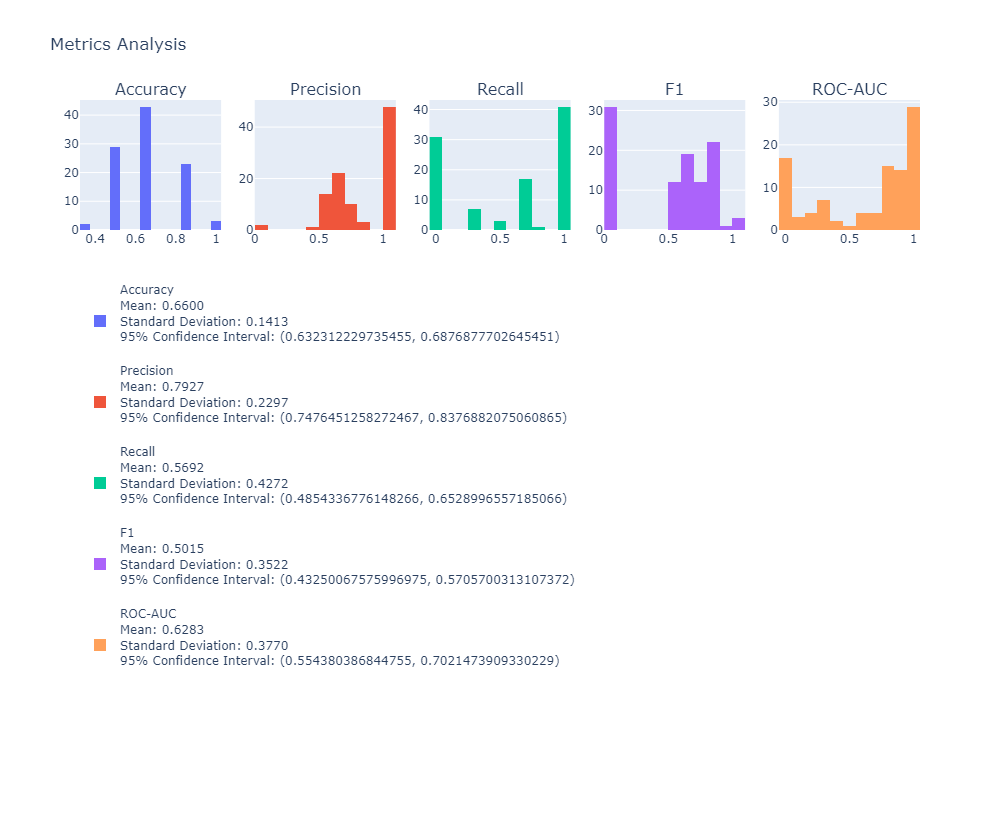 Metrics Analysis
Accuracy
Precision
Recall
F1
ROC-AUC
40
30
20
10
0
0.4
0.6
0.8
1
40
20
0
0
0.5
1
40
30
20
10
0
0
0.5
1
30
20
10
0
0
0.5
1
30
20
10
0
0
0.5
1
Accuracy
Mean: 0.6600
Standard Deviation: 0.1413
95% Confidence Interval: (0.632312229735455, 0.6876877702645451)
Precision
Mean: 0.7927
Standard Deviation: 0.2297
95% Confidence Interval: (0.7476451258272467, 0.8376882075060865)
Recall
Mean: 0.5692
Standard Deviation: 0.4272
95% Confidence Interval: (0.4854336776148266, 0.6528996557185066)
F1
Mean: 0.5015
Standard Deviation: 0.3522
95% Confidence Interval: (0.43250067575996975, 0.5705700313107372)
ROC-AUC
Mean: 0.6283
Standard Deviation: 0.3770
95% Confidence Interval: (0.554380386844755, 0.7021473909330229)